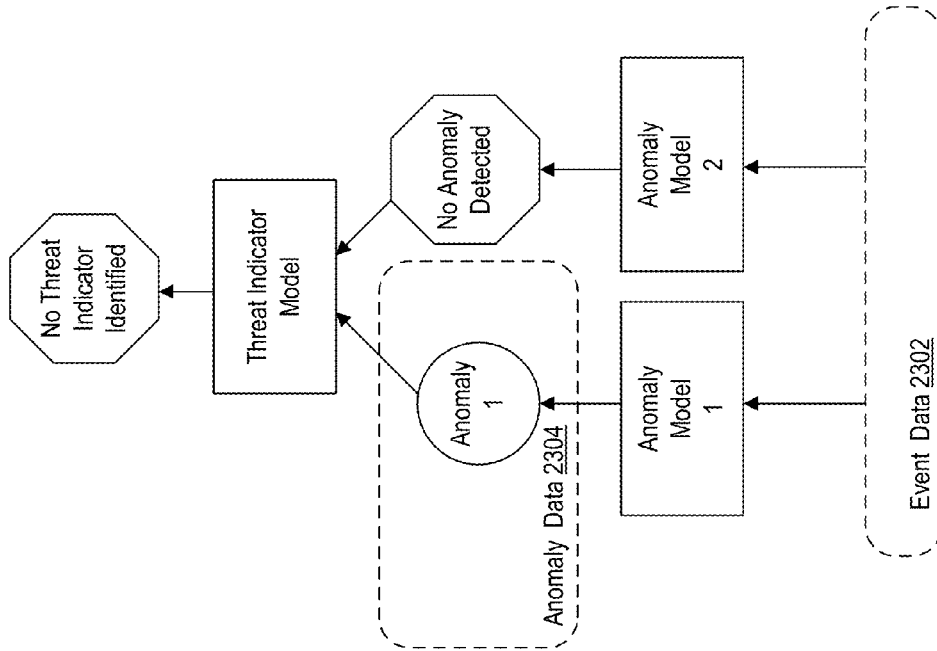 No Threat
Indicator
Identified
Threat Indicator
Model
Anomaly
1
Anomaly Data 2304
No Anomaly
Detected
Anomaly
Model
1
Anomaly
Model
2
Event Data 2302